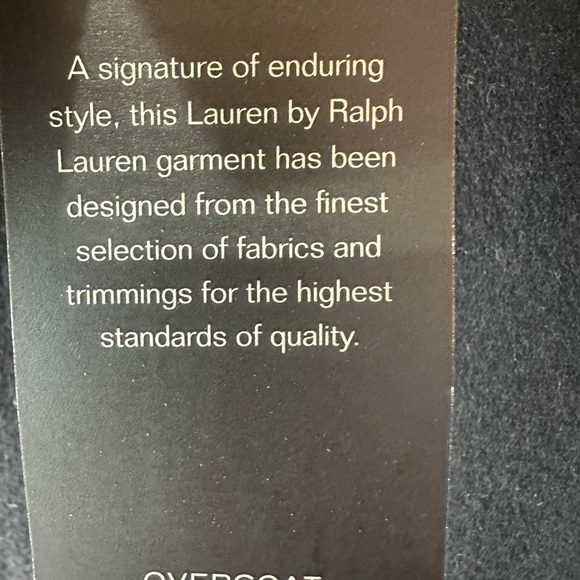 A signature of enduring
style, this Lauren by Ralph
Lauren garment has been
designed from the finest
selection of fabrics and
trimmings for the highest
standards of quality.
OVERCOAT